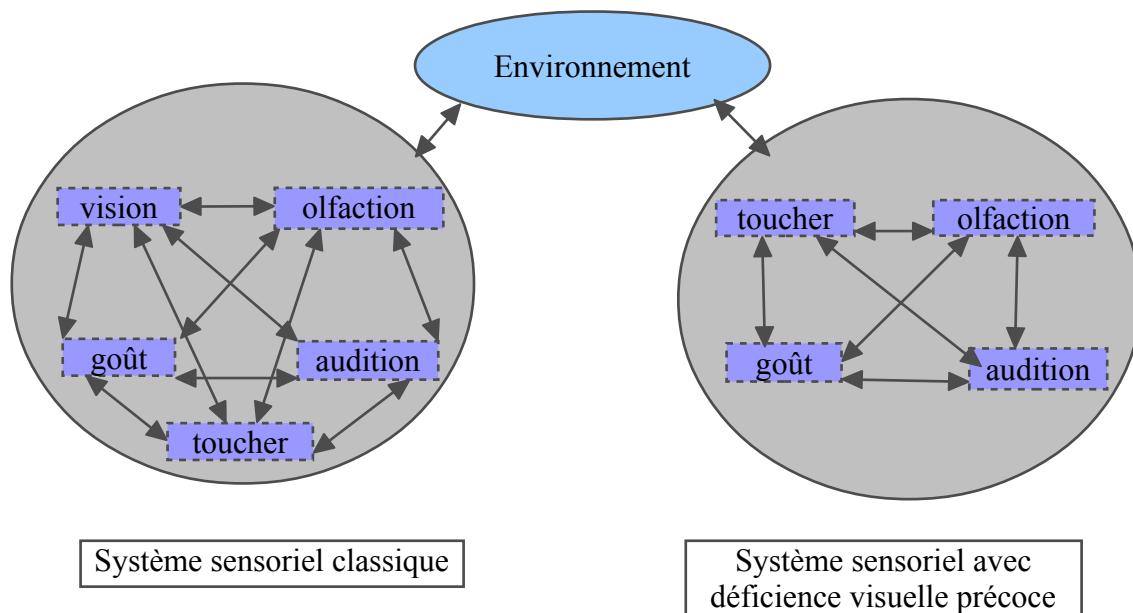 Environnement
vision
olfaction
goût
audition
toucher
toucher
olfaction
goût
audition
Système sensoriel classique
Système sensoriel avec
déficience visuelle précoce